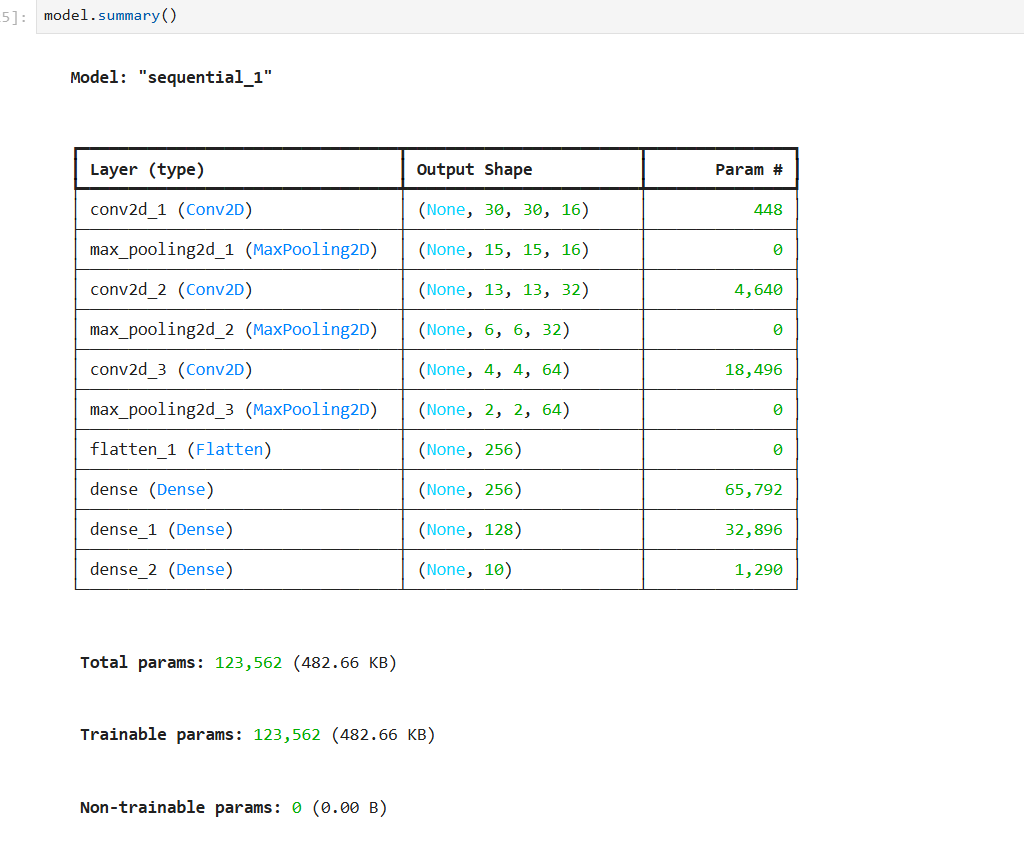 5]: model.summary()
Model: "sequential_1"
Layer (type) Output Shape Param #
conv2d_1 (Conv2D) (None, 30, 30, 16) 448
max_pooling2d_1 (MaxPooling2D) (None, 15, 15, 16) 0
conv2d_2 (Conv2D) (None, 13, 13, 32) 4,640
max_pooling2d_2 (MaxPooling2D) (None, 6, 6, 32) 0
conv2d_3 (Conv2D) (None, 4, 4, 64) 18,496
max_pooling2d_3 (MaxPooling2D) (None, 2, 2, 64) 0
flatten_1 (Flatten) (None, 256) 0
dense (Dense) (None, 256) 65,792
dense_1 (Dense) (None, 128) 32,896
dense_2 (Dense) (None, 10) 1,290
Total params: 123,562 (482.66 KB)
Trainable params: 123,562 (482.66 KB)
Non-trainable params: 0 (0.00 B)